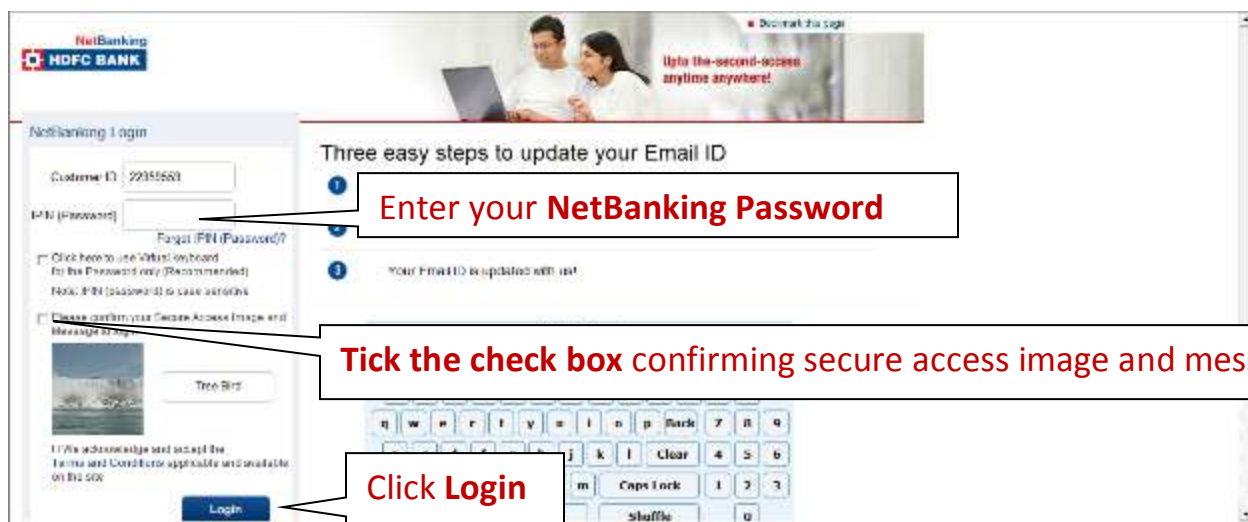 Bookmark this page
NetBanking
HDFC BANK
Upto the-second-access
anytime anywhere!
NetBanking Login
Customer ID 22359553
IPIN (Password)
Forgot IPIN (Password)?
Click here to use Virtual keyboard
for the Password only (Recommended)
Note: IPIN (password) is case sensitive
Please confirm your Secure Access Image and
Message to
Tree Bird
I / We acknowledge and accept the
Terms and Conditions applicable and available
on the site
Login
Three easy steps to update your Email ID
1
Enter your NetBanking Password
2
3 Your Email ID is updated with us!
Tick the check box confirming secure access image and mes
q w e r t y u i o p Back 7 8 9
j k l Clear 4 5 6
m Caps Lock 1 2 3
Shuffle 0
Click Login